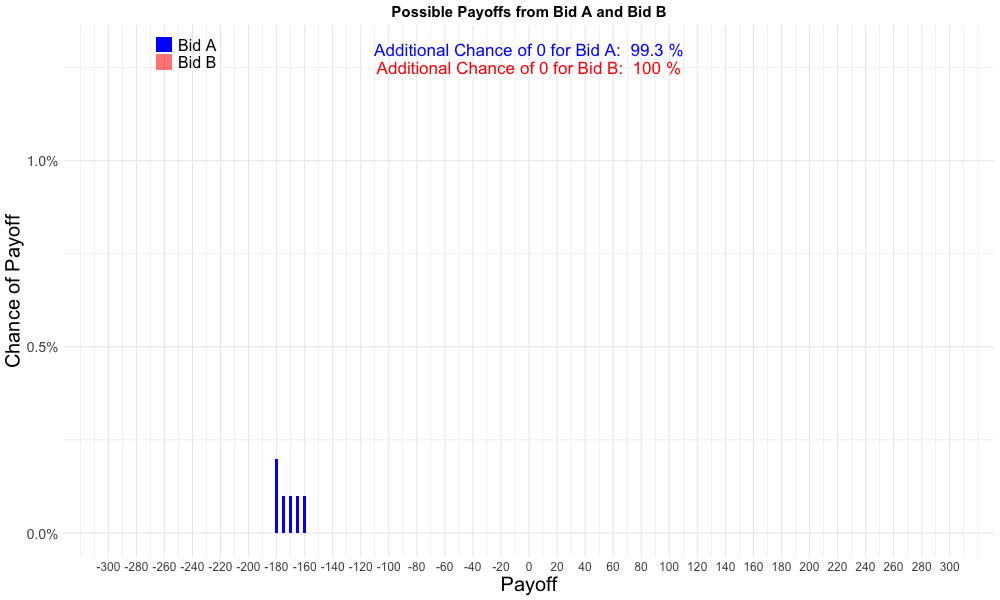 Possible Payoffs from Bid A and Bid B
Bid A
Bid B
Additional Chance of 0 for Bid A:  99.3 %
Additional Chance of 0 for Bid B:  100 %
Chance of Payoff
1.0%
0.5%
0.0%
-300 -280 -260 -240 -220 -200 -180 -160 -140 -120 -100 -80 -60 -40 -20 0 20 40 60 80 100 120 140 160 180 200 220 240 260 280 300
Payoff